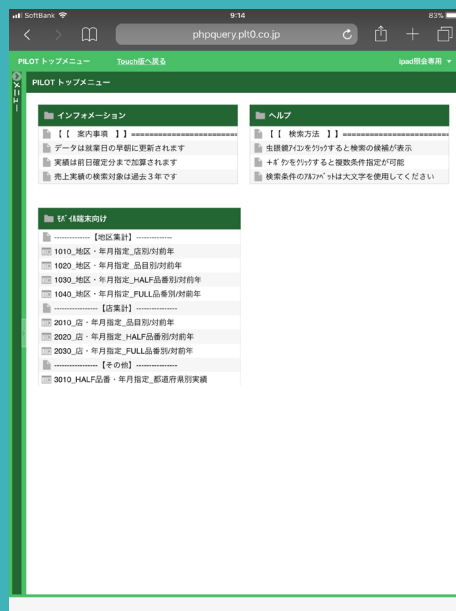 SoftBank 9:14 83%
phpquery.plt0.co.jp
PILOT トップメニュー Touch版へ戻る ipad照会専用 ▼
メニュー
PILOT トップメニュー
インフォメーション
【【 案内事項 】】=========================
データは就業日の早朝に更新されます
実績は前日確定分まで加算されます
売上実績の検索対象は過去3年です
ヘルプ
【【 検索方法 】】=========================
虫眼鏡ｱｲｺﾝをｸﾘｯｸすると検索の候補が表示
＋ﾎﾞﾀﾝをｸﾘｯｸすると複数条件指定が可能
検索条件のｱﾙﾌｧﾍﾞｯﾄは大文字を使用してください
ﾓﾊﾞｲﾙ端末向け
--------------【地区集計】--------------
1010_地区・年月指定_店別/対前年
1020_地区・年月指定_品目別/対前年
1030_地区・年月指定_HALF品番別/対前年
1040_地区・年月指定_FULL品番別/対前年
----------------【店集計】----------------
2010_店・年月指定_品目別/対前年
2020_店・年月指定_HALF品番別/対前年
2030_店・年月指定_FULL品番別/対前年
----------------【その他】----------------
3010_HALF品番・年月指定_都道府県別実績